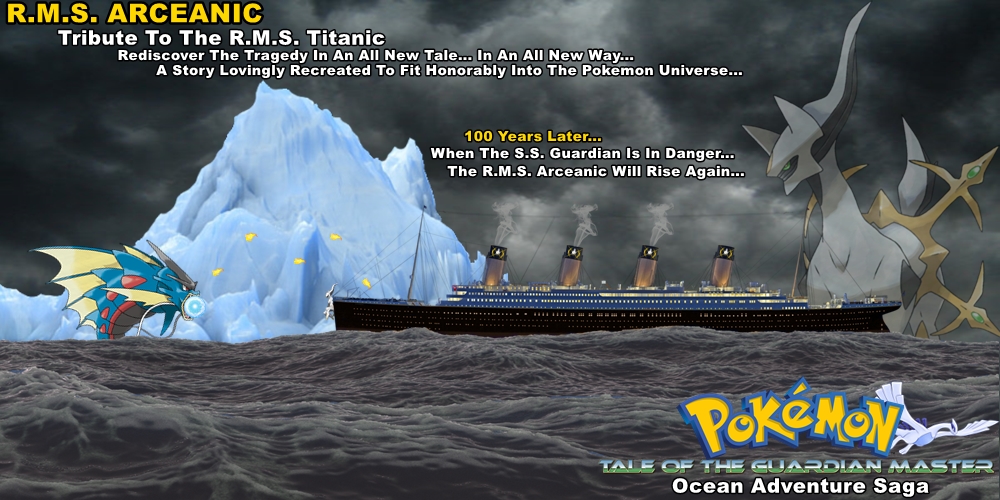 R.M.S. ARCEANIC
Tribute To The R.M.S. Titanic
Rediscover The Tragedy In An All New Tale... In An All New Way...
A Story Lovingly Recreated To Fit Honorably Into The Pokemon Universe...
100 Years Later...
When The S.S. Guardian Is In Danger...
The R.M.S. Arceanic Will Rise Again...
POKéMON
TALE OF THE GUARDIAN MASTER
Ocean Adventure Saga